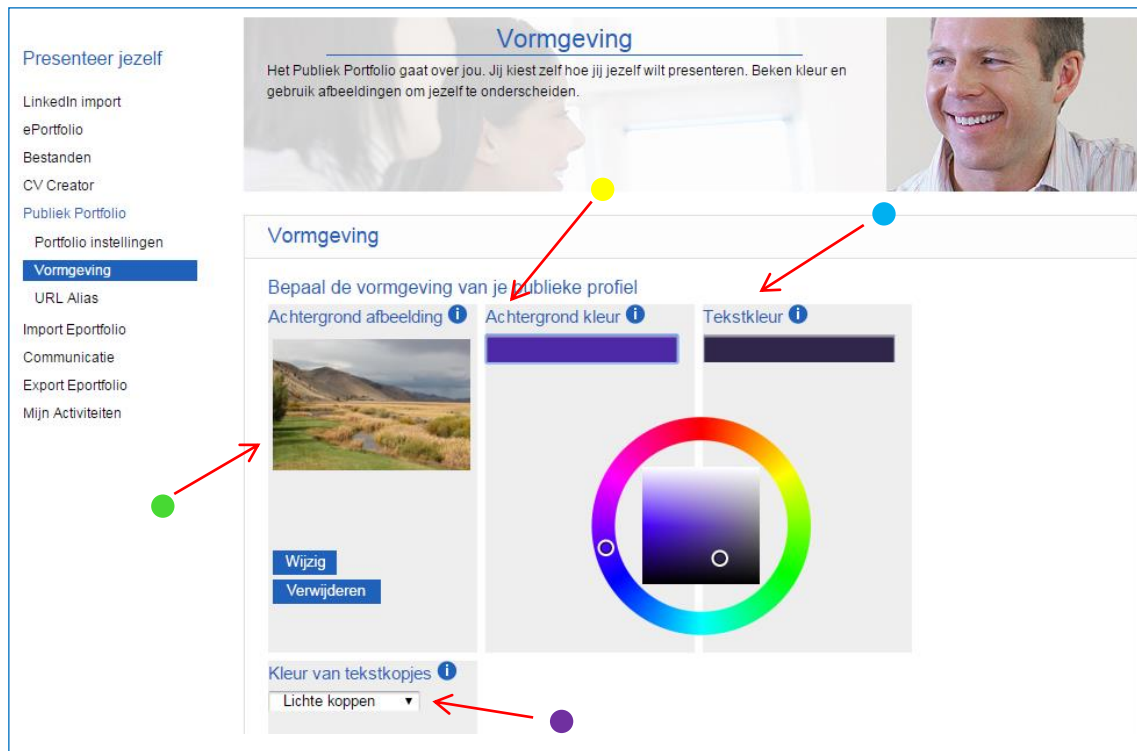 Presenteer jezelf
LinkedIn import
ePortfolio
Bestanden
CV Creator
Publiek Portfolio
Portfolio instellingen
Vormgeving
URL Alias
Import Eportfolio
Communicatie
Export Eportfolio
Mijn Activiteiten
Vormgeving
Het Publiek Portfolio gaat over jou. Jij kiest zelf hoe jij jezelf wilt presenteren. Beken kleur en
gebruik afbeeldingen om jezelf te onderscheiden.
Vormgeving
Bepaal de vormgeving van je publieke profiel
Achtergrond afbeelding i
Achtergrond kleur i
Tekstkleur i
Wijzig
Verwijderen
Kleur van tekstkopjes i
Lichte koppen